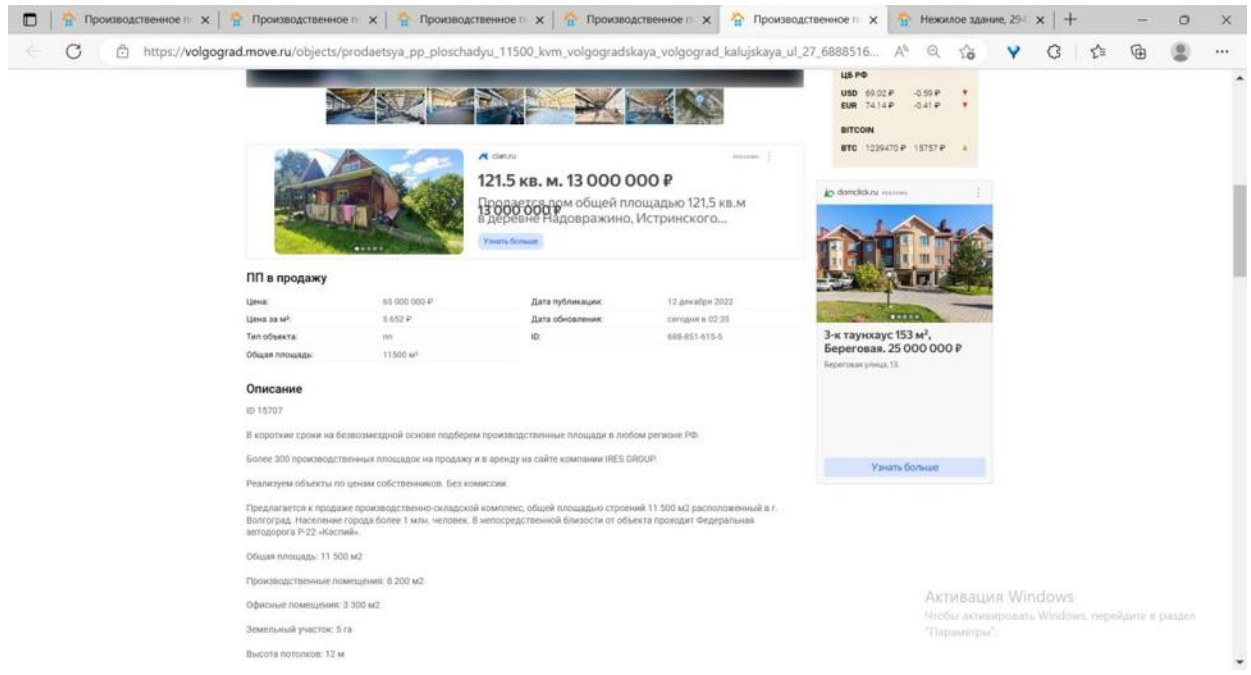 Производственное п
Производственное п
Производственное п
Производственное п
Производственное п
Нежилое здание, 294
https://volgograd.move.ru/objects/prodaetsya_pp_ploschadyu_11500_kvm_volgogradskaya_volgograd_kalujskaya_ul_27_6888516...
ЦБ РФ
USD 69.02 ₽ -0.59 ₽
EUR 74.14 ₽ -0.41 ₽
BITCOIN
BTC 1239470 ₽ 15757 ₽
cian.ru
реклама
121.5 кв. м. 13 000 000 ₽
Продается дом общей площадью 121,5 кв.м
13 000 000 ₽
в деревне Надовражино, Истринского...
Узнать больше
domclick.ru реклама
3-к таунхаус 153 м²,
Береговая. 25 000 000 ₽
Береговая улица, 13.
Узнать больше
ПП в продажу
Цена: 65 000 000 ₽ Дата публикации: 12 декабря 2022
Цена за м²: 5 652 ₽ Дата обновления: сегодня в 02:35
Тип объекта: пп ID: 688-851-615-5
Общая площадь: 11500 м²
Описание
ID 15707
В короткие сроки на безвозмездной основе подберем производственные площади в любом регионе РФ.
Более 300 производственных площадок на продажу и в аренду на сайте компании IRES GROUP.
Реализуем объекты по ценам собственников. Без комиссии.
Предлагается к продаже производственно-складской комплекс, общей площадью строений 11 500 м2 расположенный в г.
Волгоград. Население города более 1 млн. человек. В непосредственной близости от объекта проходит Федеральная
автодорога Р-22 «Каспий».
Общая площадь: 11 500 м2
Производственные помещения: 8 200 м2
Офисные помещения: 3 300 м2
Земельный участок: 5 га
Высота потолков: 12 м
Активация Windows
Чтобы активировать Windows, перейдите в раздел
"Параметры".